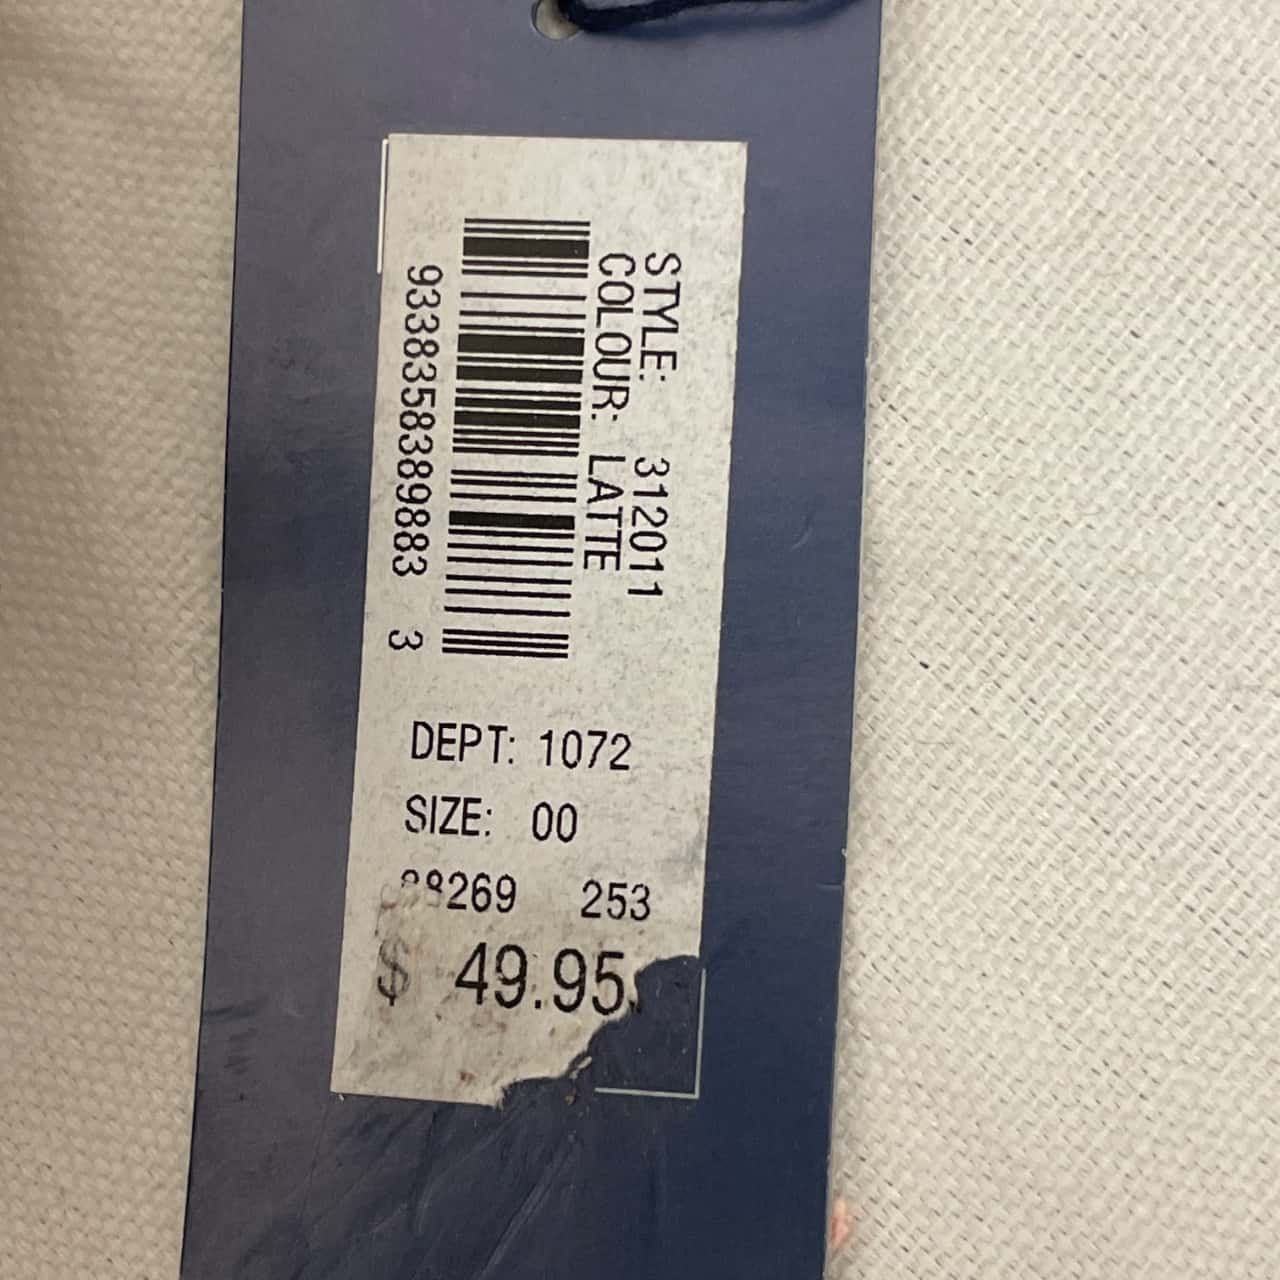 STYLE: 312011
COLOUR: LATTE
9338358389883 3
DEPT: 1072
SIZE: 00
253
$ 49.95